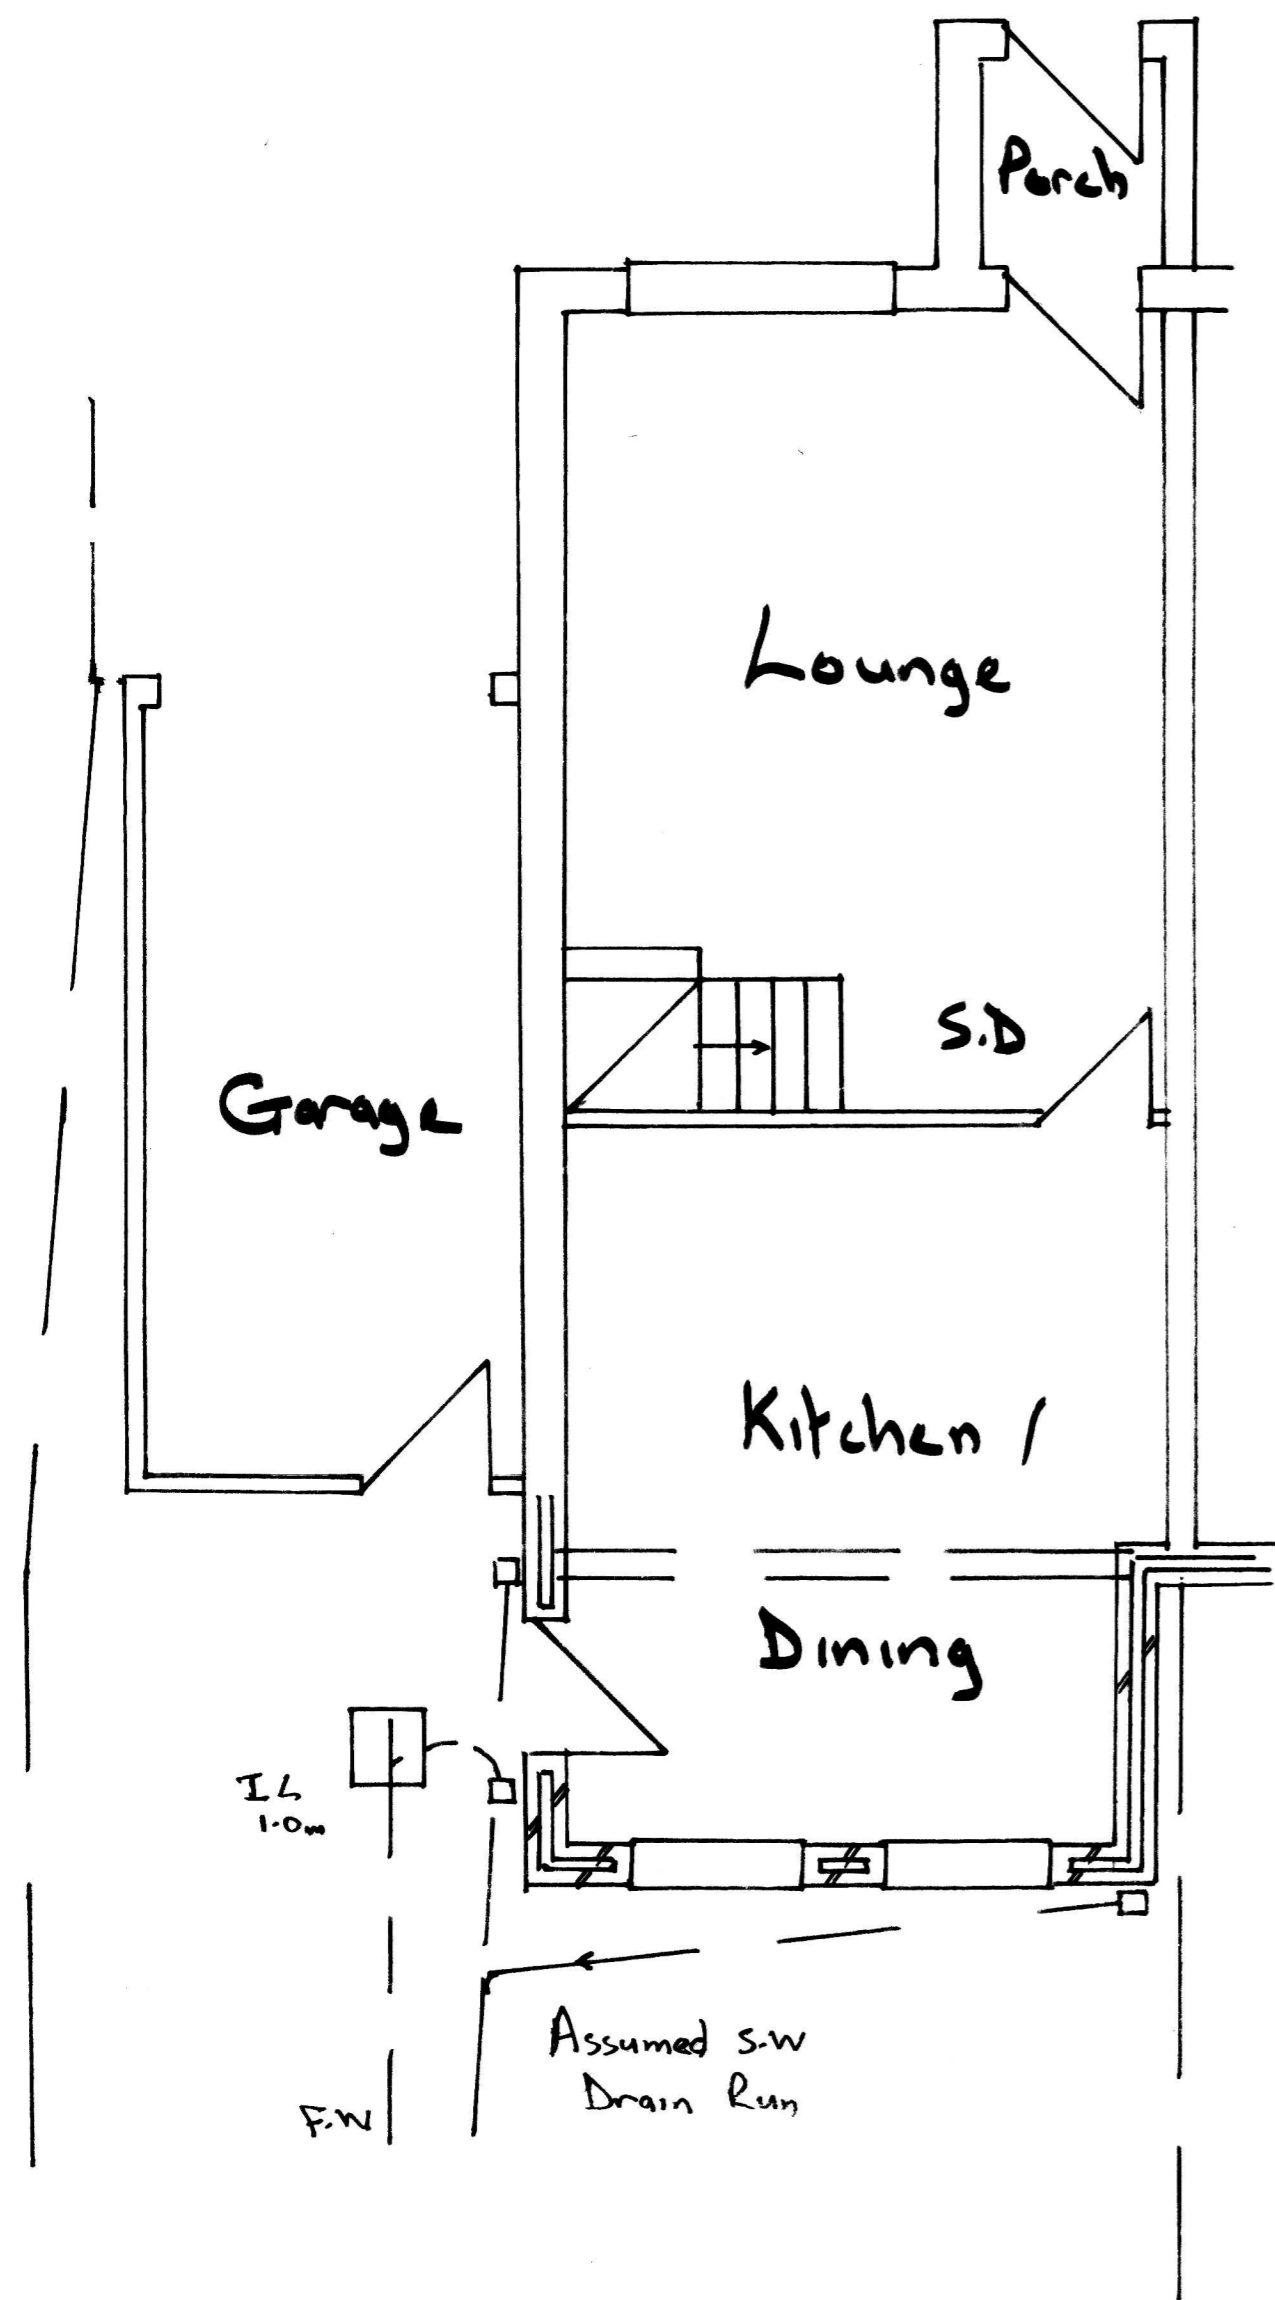 Porch
Lounge
S.D
Garage
Kitchen /
Dining
IL
1.0m
Assumed S.W
Drain Run
F.W